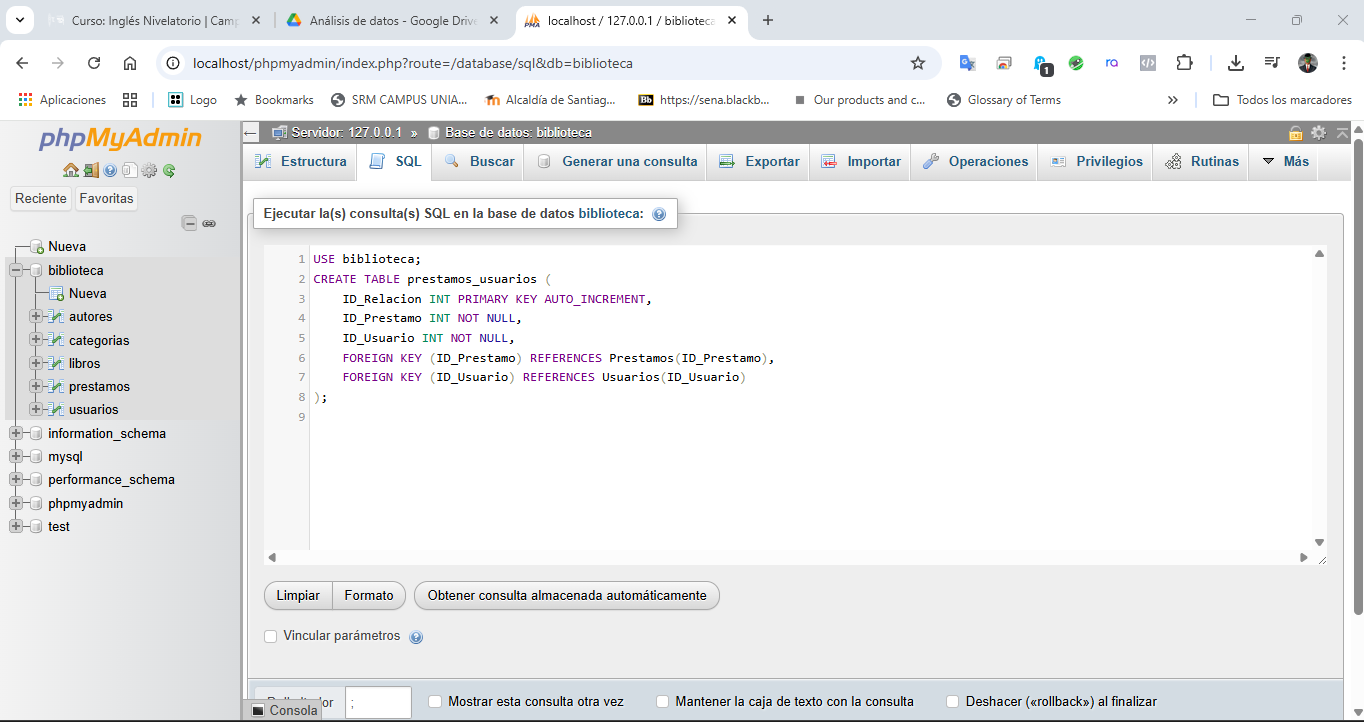 Curso: Inglés Nivelatorio | Cam
Análisis de datos - Google Drive
localhost / 127.0.0.1 / biblioteca
localhost/phpmyadmin/index.php?route=/database/sql&db=biblioteca
1
Aplicaciones
Logo
Bookmarks
SRM CAMPUS UNIA...
Alcaldía de Santiag...
Bb
https://sena.blackb...
Our products and c...
Glossary of Terms
»
Todos los marcadores
phpMyAdmin
Reciente
Favoritas
Nueva
biblioteca
Nueva
autores
categorias
libros
prestamos
usuarios
information_schema
mysql
performance_schema
phpmyadmin
test
Servidor: 127.0.0.1 » Base de datos: biblioteca
Estructura
SQL
Buscar
Generar una consulta
Exportar
Importar
Operaciones
Privilegios
Rutinas
Más
Ejecutar la(s) consulta(s) SQL en la base de datos biblioteca:
1 USE biblioteca;
2 CREATE TABLE prestamos_usuarios (
3 ID_Relacion INT PRIMARY KEY AUTO_INCREMENT,
4 ID_Prestamo INT NOT NULL,
5 ID_Usuario INT NOT NULL,
6 FOREIGN KEY (ID_Prestamo) REFERENCES Prestamos(ID_Prestamo),
7 FOREIGN KEY (ID_Usuario) REFERENCES Usuarios(ID_Usuario)
8 );
9
Limpiar
Formato
Obtener consulta almacenada automáticamente
Vincular parámetros
;
Mostrar esta consulta otra vez
Mantener la caja de texto con la consulta
Deshacer («rollback») al finalizar
Consola